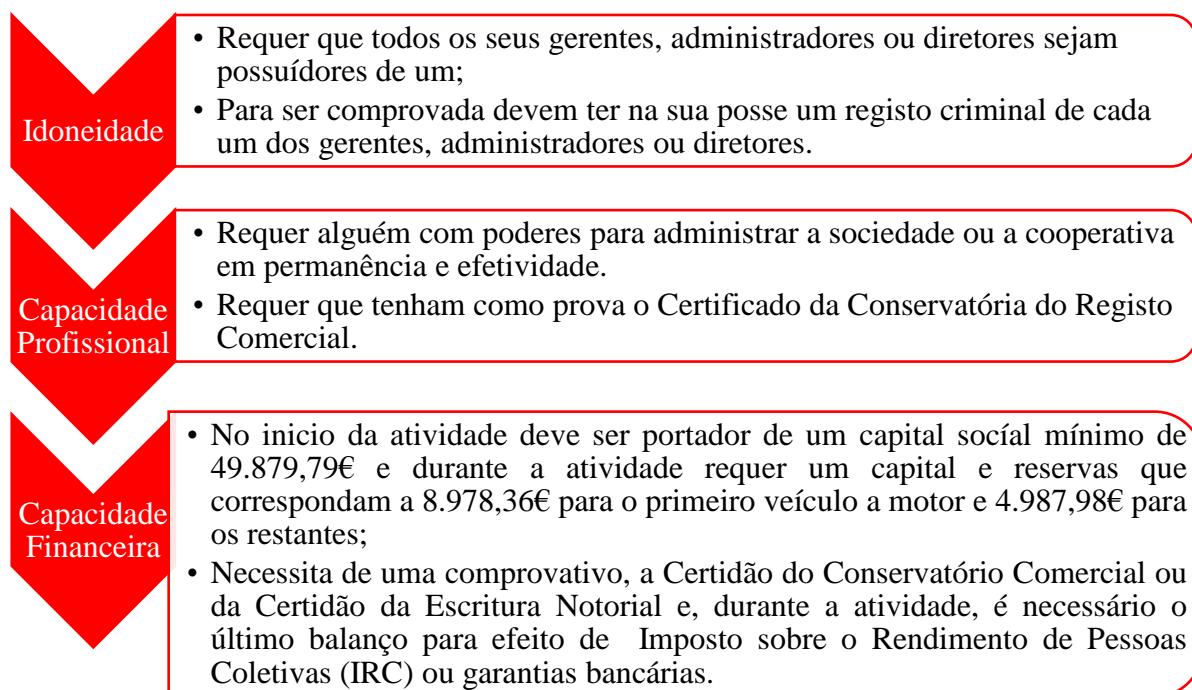 Idoneidade
• Requer que todos os seus gerentes, administradores ou diretores sejam
possuídores de um;
• Para ser comprovada devem ter na sua posse um registo criminal de cada
um dos gerentes, administradores ou diretores.
Capacidade
Profissional
• Requer alguém com poderes para administrar a sociedade ou a cooperativa
em permanência e efetividade.
• Requer que tenham como prova o Certificado da Conservatória do Registo
Comercial.
Capacidade
Financeira
• No inicio da atividade deve ser portador de um capital socíal mínimo de
49.879,79€ e durante a atividade requer um capital e reservas que
correspondam a 8.978,36€ para o primeiro veículo a motor e 4.987,98€ para
os restantes;
• Necessita de uma comprovativo, a Certidão do Conservatório Comercial ou
da Certidão da Escritura Notorial e, durante a atividade, é necessário o
último balanço para efeito de Imposto sobre o Rendimento de Pessoas
Coletivas (IRC) ou garantias bancárias.